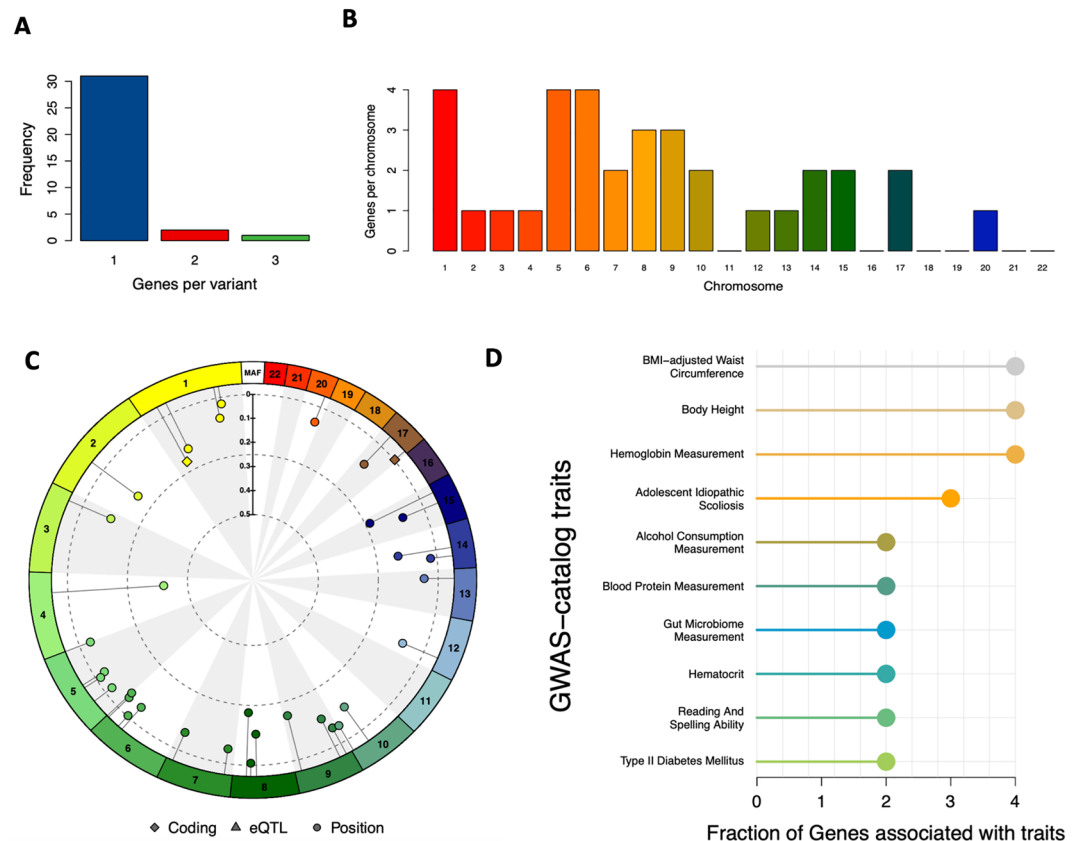 A
B
Frequency
0
5
10
15
20
25
30
1
2
3
Genes per variant
Genes per chromosome
0
1
2
3
4
1
2
3
4
5
6
7
8
9
10
11
12
13
14
15
16
17
18
19
20
21
22
Chromosome
C
MAF
22
21
20
19
18
17
16
15
14
13
12
11
10
9
8
7
6
5
4
3
2
1
0
0.1
0.2
0.3
0.4
0.5
Coding
eQTL
Position
D
GWAS−catalog traits
BMI−adjusted Waist
Circumference
Body Height
Hemoglobin Measurement
Adolescent Idiopathic
Scoliosis
Alcohol Consumption
Measurement
Blood Protein Measurement
Gut Microbiome
Measurement
Hematocrit
Reading And
Spelling Ability
Type II Diabetes Mellitus
0
1
2
3
4
Fraction of Genes associated with traits